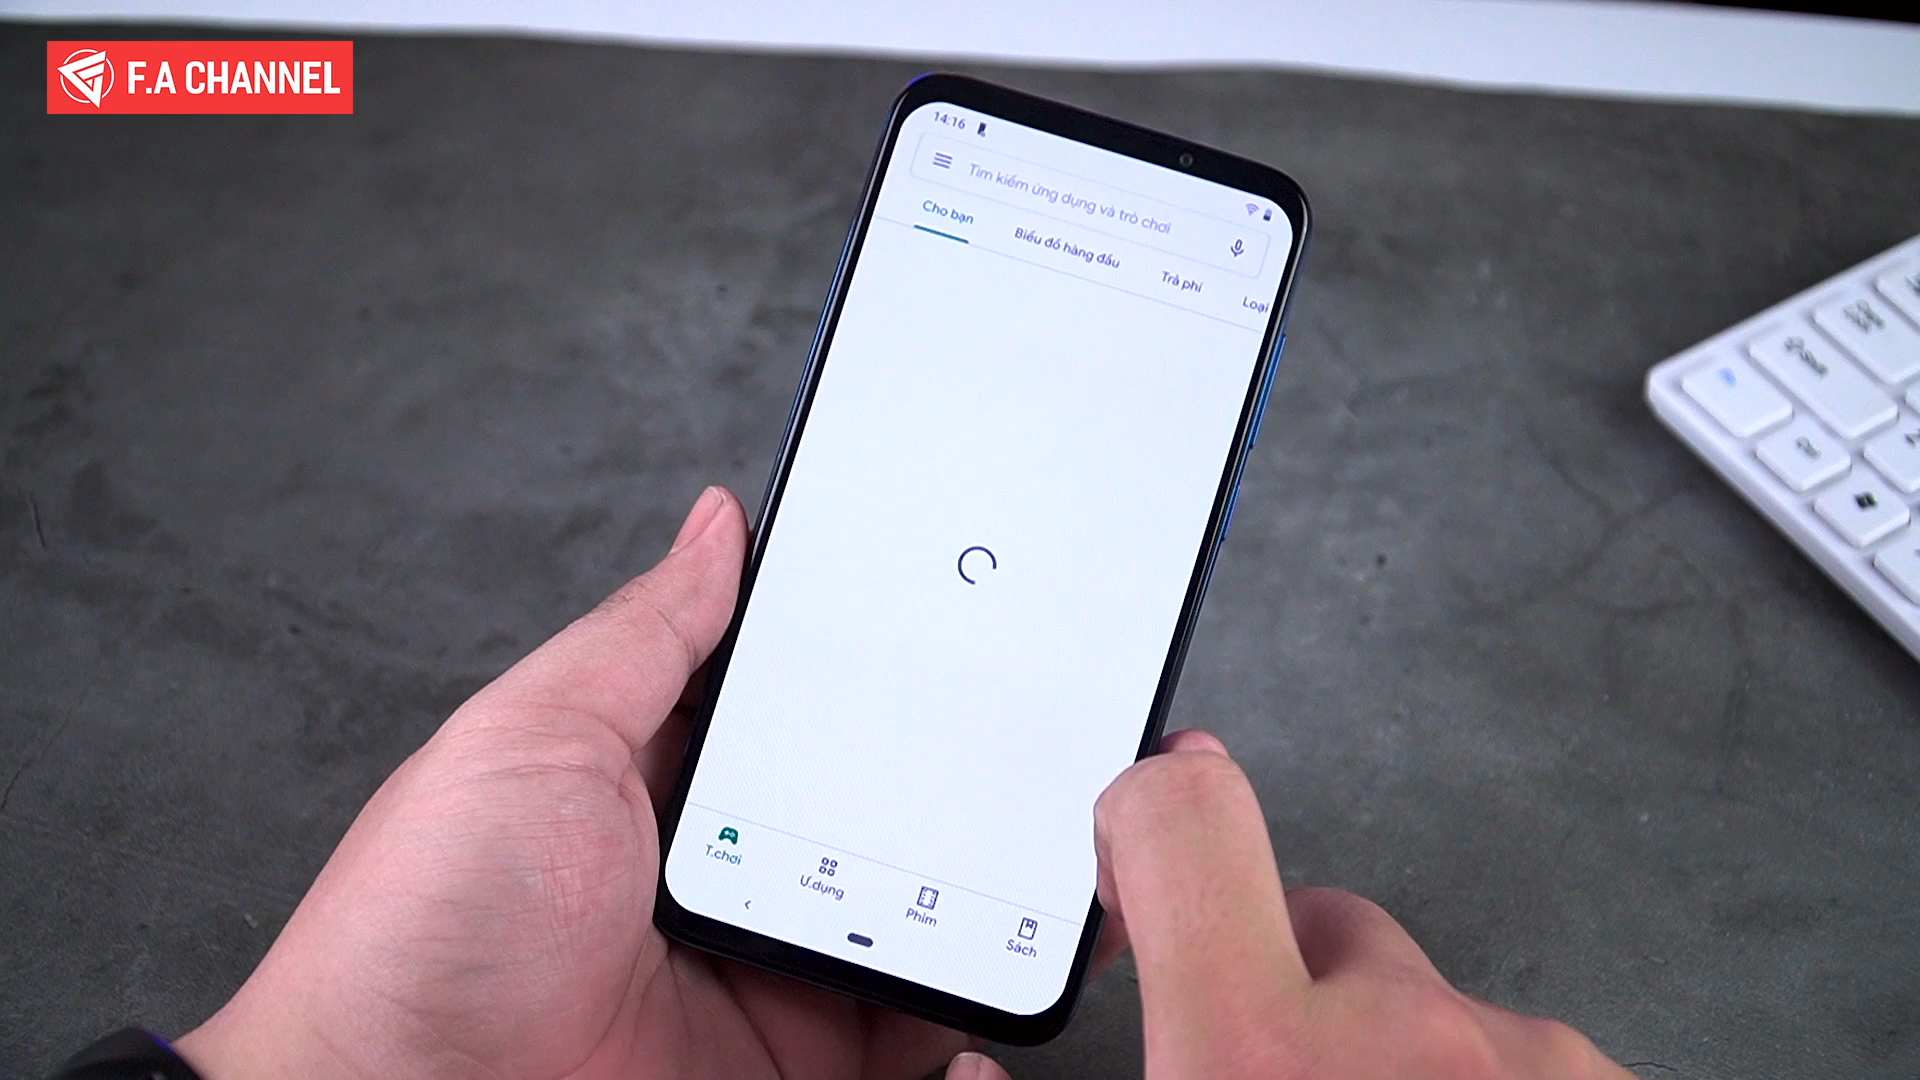 F.A CHANNEL
14:16
Tìm kiếm ứng dụng và trò chơi
Cho bạn
Biểu đồ hàng đầu
Trả phí
Loại
T.chơi
Ư.dụng
Phim
Sách